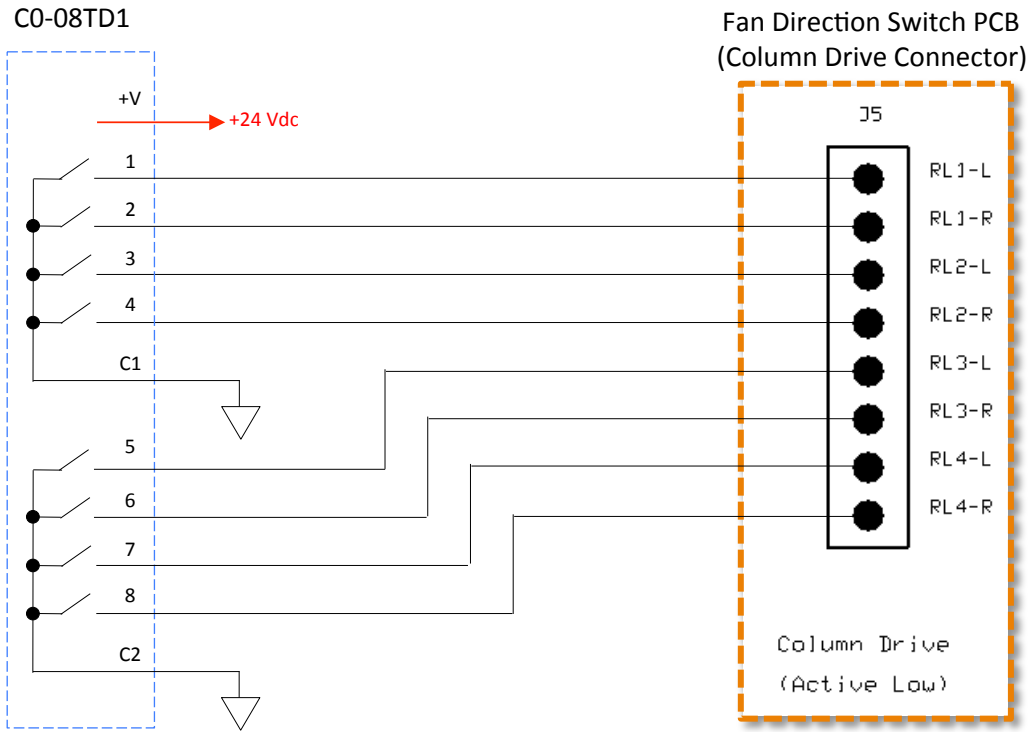 C0-08TD1
Fan Direction Switch PCB
(Column Drive Connector)
+V
+24 Vdc
1
2
3
4
C1
5
6
7
8
C2
J5
RL1-L
RL1-R
RL2-L
RL2-R
RL3-L
RL3-R
RL4-L
RL4-R
Column Drive
(Active Low)